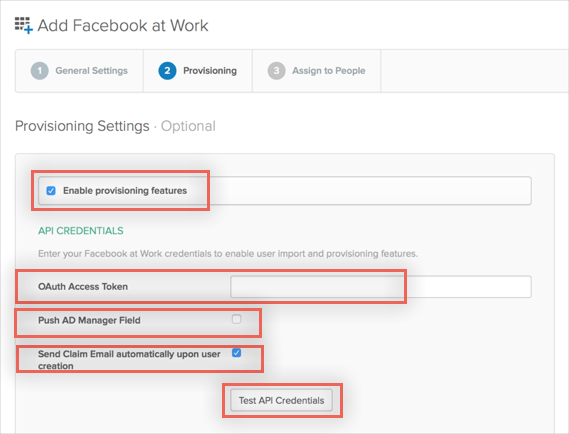 Add Facebook at Work
1 General Settings 2 Provisioning 3 Assign to People
Provisioning Settings · Optional
Enable provisioning features
API CREDENTIALS
Enter your Facebook at Work credentials to enable user import and provisioning features.
OAuth Access Token
Push AD Manager Field
Send Claim Email automatically upon user
creation
Test API Credentials